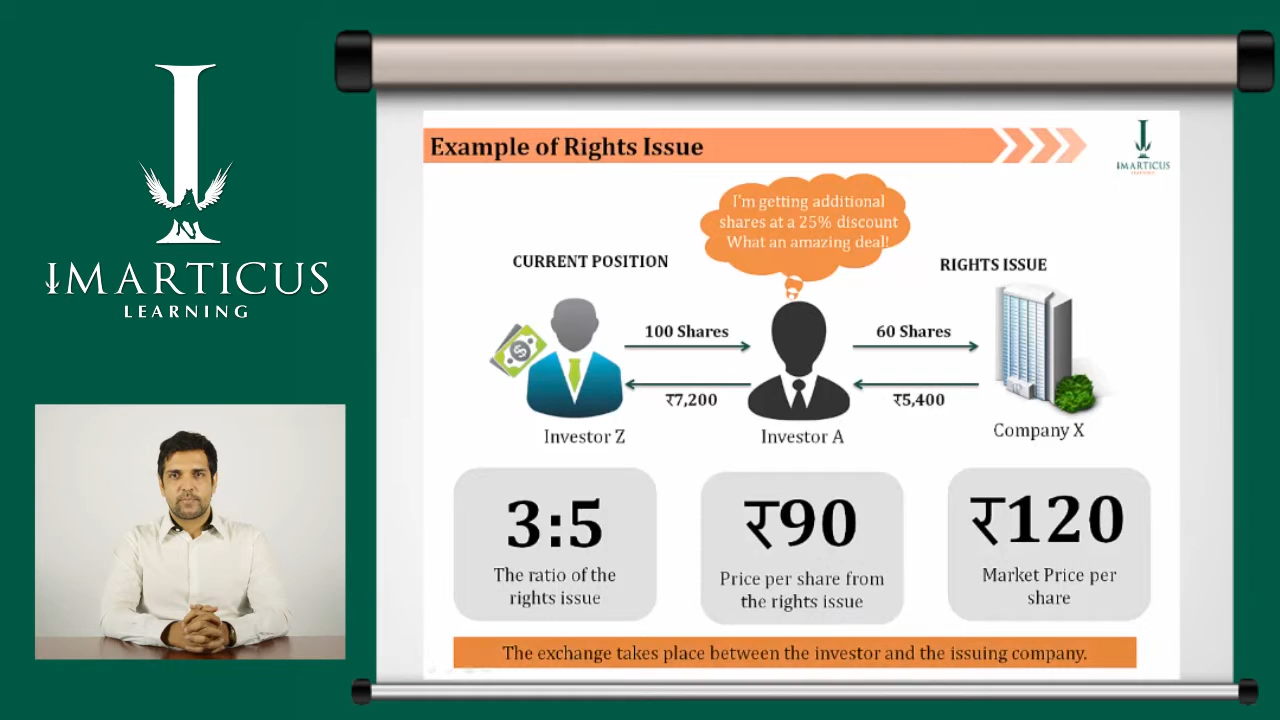 IMARTICUS
LEARNING
Example of Rights Issue
IMARTICUS
LEARNING
I'm getting additional
shares at a 25% discount
What an amazing deal!
CURRENT POSITION
RIGHTS ISSUE
100 Shares
60 Shares
₹7,200
₹5,400
Investor Z
Investor A
Company X
3:5
The ratio of the
rights issue
₹90
Price per share from
the rights issue
₹120
Market Price per
share
The exchange takes place between the investor and the issuing company.